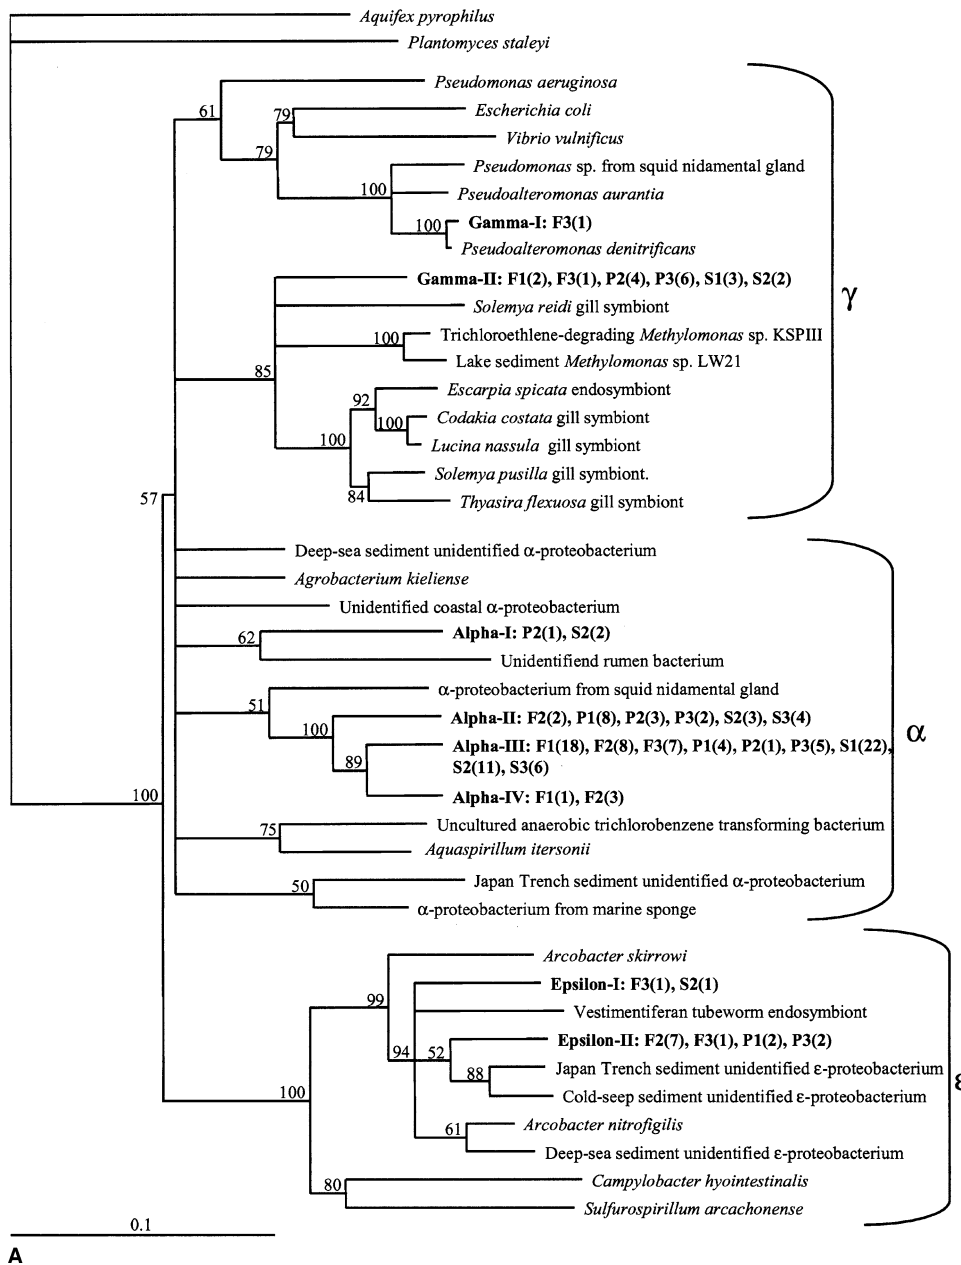 Aquifex pyrophilus
Plantomyces staleyi
Pseudomonas aeruginosa
61
Escherichia coli
79
Vibrio vulnificus
79
Pseudomonas sp. from squid nidamental gland
100
Pseudoalteromonas aurantia
Gamma-I: F3(1)
100
Pseudoalteromonas denitrificans
Gamma-II: F1(2), F3(1), P2(4), P3(6), S1(3), S2(2)
γ
Solemya reidi gill symbiont
Trichloroethlene-degrading Methylomonas sp. KSPIII
100
Lake sediment Methylomonas sp. LW21
85
Escarpia spicata endosymbiont
92
Codakia costata gill symbiont
100
Lucina nassula gill symbiont
100
Solemya pusilla gill symbiont.
84
Thyasira flexuosa gill symbiont
57
Deep-sea sediment unidentified α-proteobacterium
Agrobacterium kieliense
Unidentified coastal α-proteobacterium
Alpha-I: P2(1), S2(2)
62
Unidentifiend rumen bacterium
α-proteobacterium from squid nidamental gland
51
Alpha-II: F2(2), P1(8), P2(3), P3(2), S2(3), S3(4)
100
α
Alpha-III: F1(18), F2(8), F3(7), P1(4), P2(1), P3(5), S1(22),
S2(11), S3(6)
89
Alpha-IV: F1(1), F2(3)
100
Uncultured anaerobic trichlorobenzene transforming bacterium
75
Aquaspirillum itersonii
Japan Trench sediment unidentified α-proteobacterium
50
α-proteobacterium from marine sponge
Arcobacter skirrowi
Epsilon-I: F3(1), S2(1)
99
Vestimentiferan tubeworm endosymbiont
Epsilon-II: F2(7), F3(1), P1(2), P3(2)
94
52
Japan Trench sediment unidentified ε-proteobacterium
88
ε
Cold-seep sediment unidentified ε-proteobacterium
100
Arcobacter nitrofigilis
61
Deep-sea sediment unidentified ε-proteobacterium
Campylobacter hyointestinalis
80
Sulfurospirillum arcachonense
0.1
A